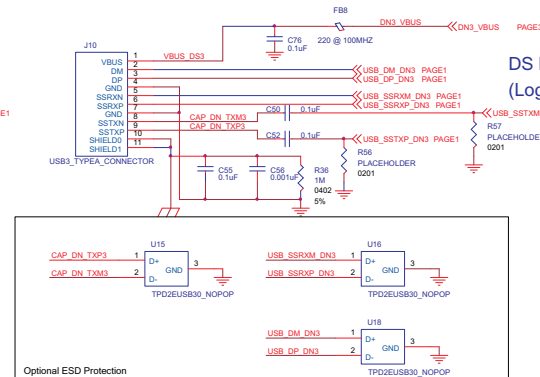 FB8
DN3_VBUS
DN3_VBUS PAGE3
C76
0.1uF
220 @ 100MHZ
J10
VBUS_DS3
DS
(Log
VBUS 1
DM 2
DP 3
GND 4
SSRXN 5
SSRXP 6
GND 7
SSTXN 8
SSTXP 9
SHIELD0 10
SHIELD1 11
USB3_TYPEA_CONNECTOR
USB_DM_DN3 PAGE1
USB_DP_DN3 PAGE1
USB_SSRXM_DN3 PAGE1
USB_SSRXP_DN3 PAGE1
CAP_DN_TXM3
C50 0.1uF
USB_SSTXM
CAP_DN_TXP3
C52 0.1uF
USB_SSTXP_DN3 PAGE1
R57
PLACEHOLDER
0201
R56
PLACEHOLDER
0201
C55
0.1uF
C56
0.001uF
R36
1M
0402
5%
U15
CAP_DN_TXP3 1 D+
CAP_DN_TXM3 2 D-
GND 3
TPD2EUSB30_NOPOP
U16
USB_SSRXM_DN3 1 D+
USB_SSRXP_DN3 2 D-
GND 3
TPD2EUSB30_NOPOP
U18
USB_DM_DN3 1 D+
USB_DP_DN3 2 D-
GND 3
TPD2EUSB30_NOPOP
Optional ESD Protection